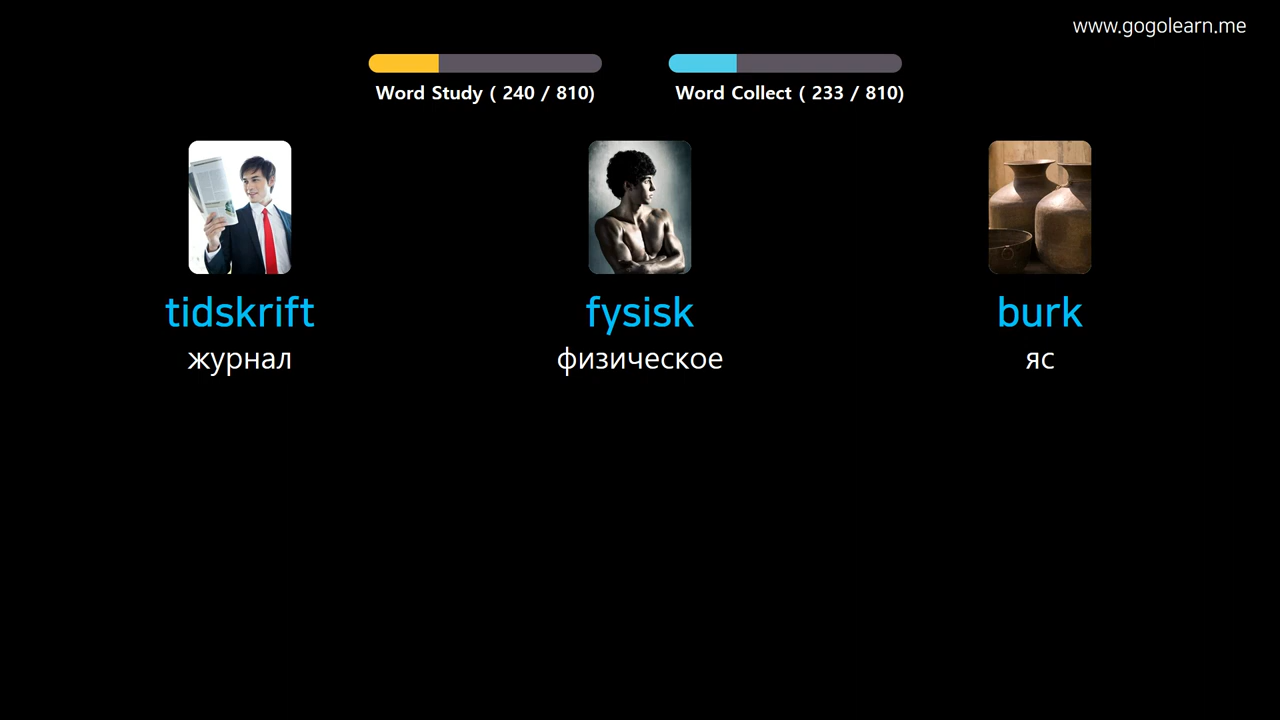 www.gogolearn.me
Word Study ( 240 / 810)
Word Collect ( 233 / 810)
tidskrift
fysisk
burk
журнал
физическое
яс